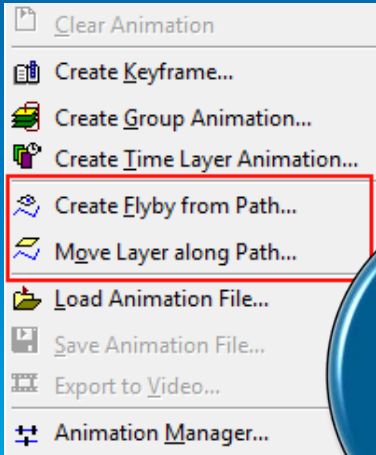 Clear Animation
Create Keyframe...
Create Group Animation...
Create Time Layer Animation...
Create Flyby from Path...
Move Layer along Path...
Load Animation File...
Save Animation File...
Export to Video...
Animation Manager...